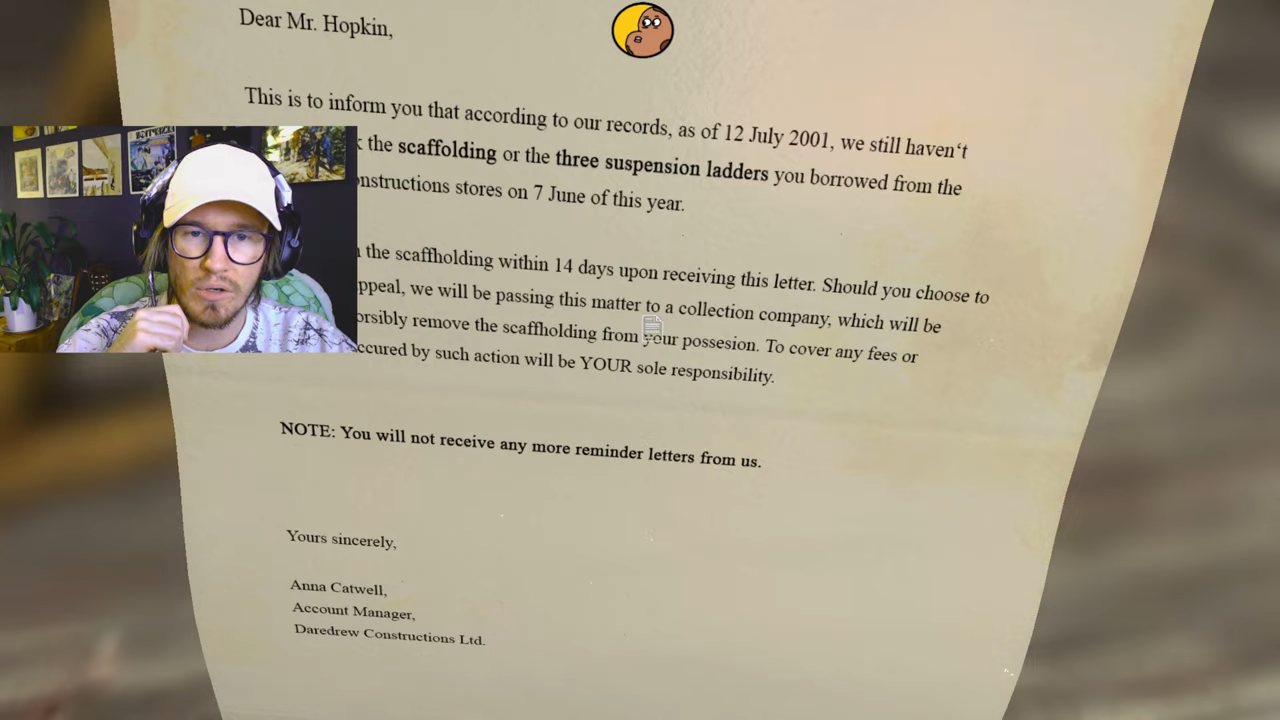 Dear Mr. Hopkin,
This is to inform you that according to our records, as of 12 July 2001, we still haven‘t
the scaffolding or the three suspension ladders you borrowed from the
stores on 7 June of this year.
the scaffholding within 14 days upon receiving this letter. Should you choose to
we will be passing this matter to a collection company, which will be
remove the scaffholding from your possesion. To cover any fees or
by such action will be YOUR sole responsibility.
NOTE: You will not receive any more reminder letters from us.
Yours sincerely,
Anna Catwell,
Account Manager,
Daredrew Constructions Ltd.